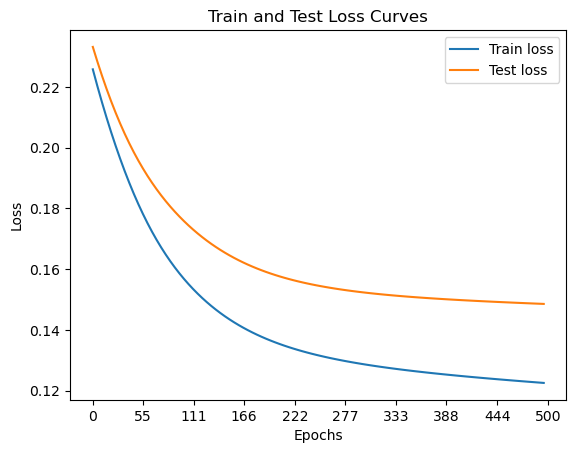 Train and Test Loss Curves
Train loss
Test loss
0.22
0.20
0.18
0.16
0.14
0.12
Loss
0 55 111 166 222 277 333 388 444 500
Epochs